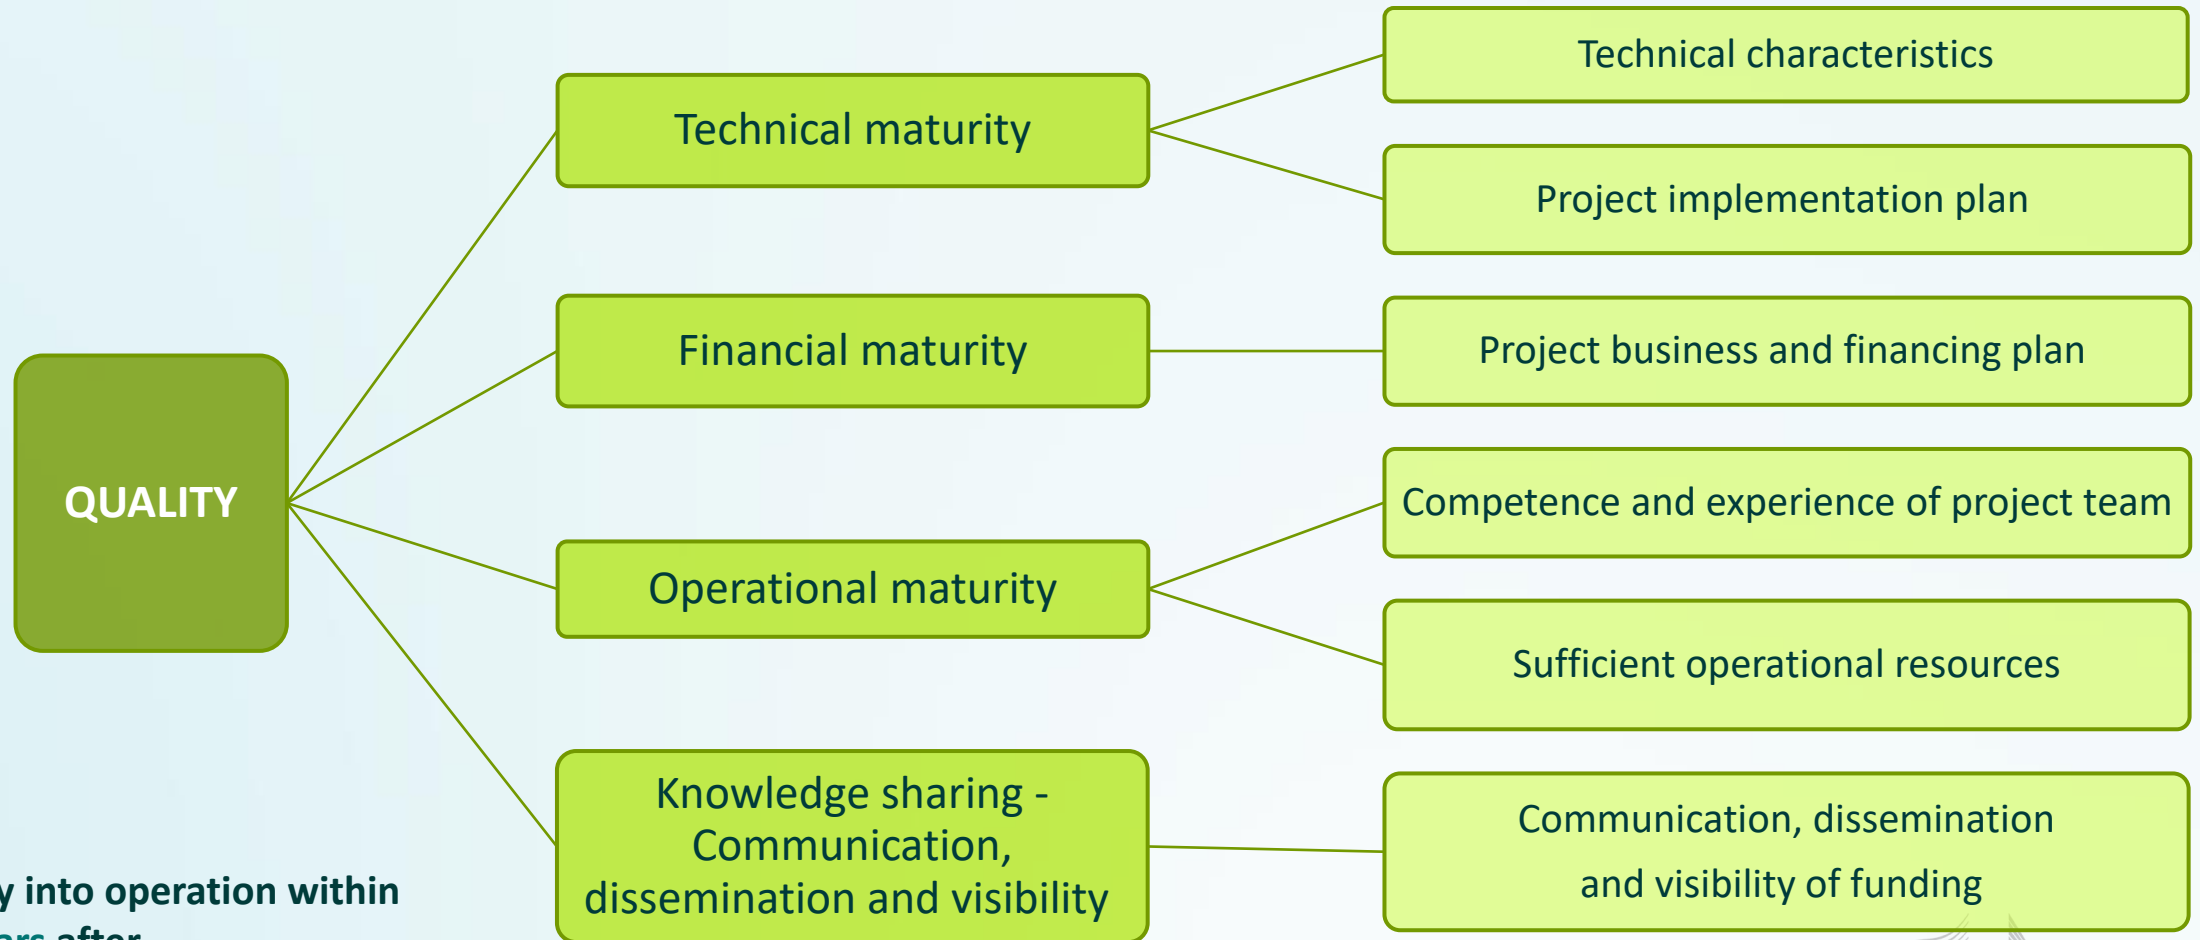 QUALITY
Technical maturity
Technical characteristics
Project implementation plan
Financial maturity
Project business and financing plan
Operational maturity
Competence and experience of project team
Sufficient operational resources
Knowledge sharing -
Communication,
dissemination and visibility
Communication, dissemination
and visibility of funding
into operation within
after